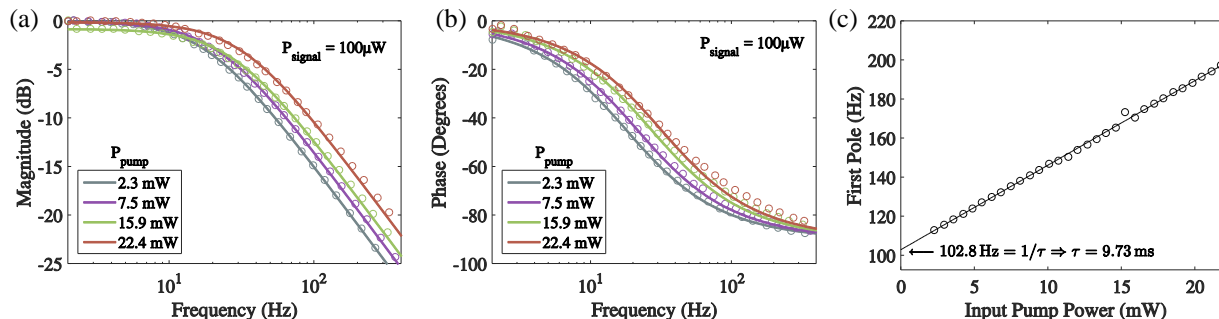 (a)
0
-5
-10
-15
-20
-25
Magnitude (dB)
P_signal = 100μW
P_pump
2.3 mW
7.5 mW
15.9 mW
22.4 mW
10^1
10^2
Frequency (Hz)
(b)
0
-20
-40
-60
-80
-100
Phase (Degrees)
P_signal = 100μW
P_pump
2.3 mW
7.5 mW
15.9 mW
22.4 mW
10^1
10^2
Frequency (Hz)
(c)
220
200
180
160
140
120
100
First Pole (Hz)
102.8 Hz = 1/τ ⇒ τ = 9.73 ms
0
5
10
15
20
Input Pump Power (mW)